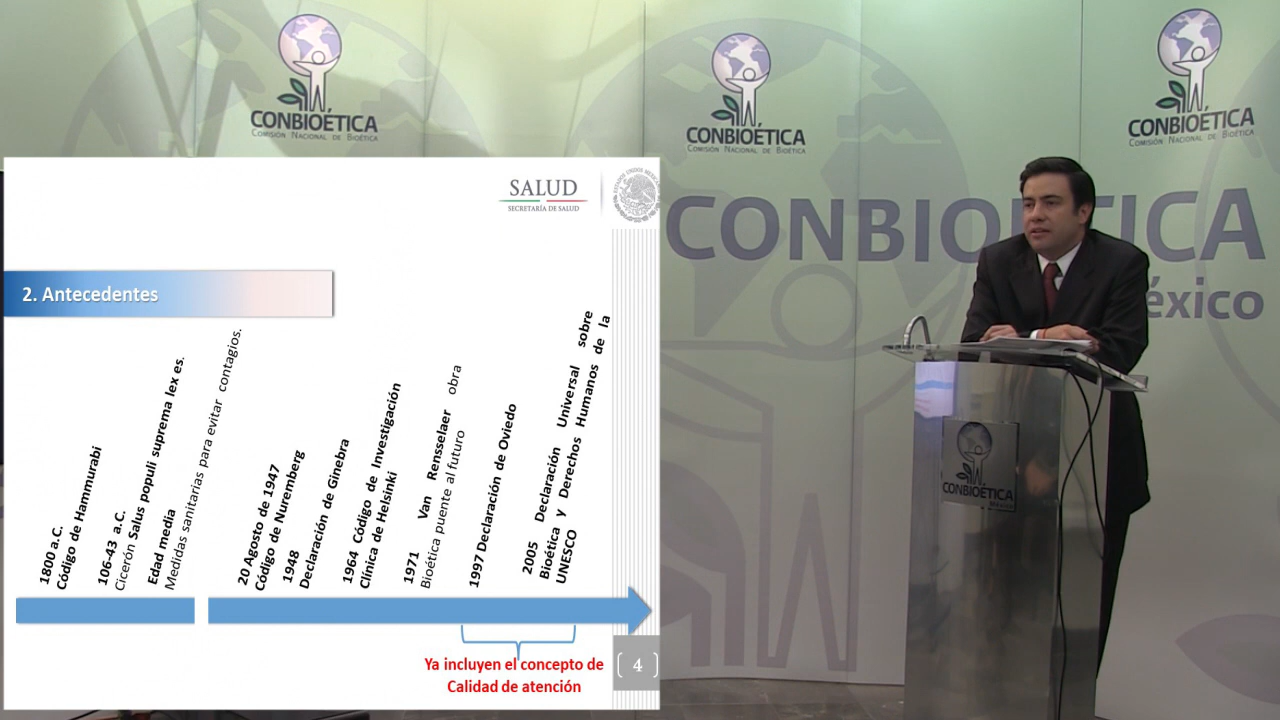 CONBIOÉTICA
COMISIÓN NACIONAL DE BIOÉTICA
CONBIOÉTICA
COMISIÓN NACIONAL DE BIOÉTICA
CONBIOÉTICA
COMISIÓN NACIONAL DE BIOÉTICA
SALUD
SECRETARÍA DE SALUD
2. Antecedentes
1800 a.C.
Código de Hammurabi
106-43 a.C.
Cicerón Salus populi suprema lex es.
Edad media
Medidas sanitarias para evitar contagios.
20 Agosto de 1947
Código de Nuremberg
1948
Declaración de Ginebra
1964 Código de Investigación
Clínica de Helsinki
1971 Van Rensselaer obra
Bioética puente al futuro
1997 Declaración de Oviedo
2005 Declaración Universal sobre
Bioética y Derechos Humanos de la
UNESCO
Ya incluyen el concepto de
Calidad de atención
4
CONBIO TICA
éxico
CONBIOÉTICA
México